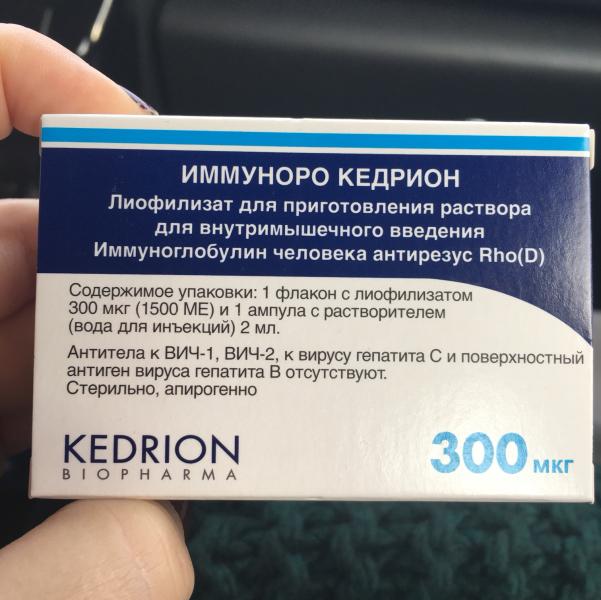 ИММУНОРО КЕДРИОН
Лиофилизат для приготовления раствора
для внутримышечного введения
Иммуноглобулин человека антирезус Rho(D)
Содержимое упаковки: 1 флакон с лиофилизатом
300 мкг (1500 МЕ) и 1 ампула с растворителем
(вода для инъекций) 2 мл.
Антитела к ВИЧ-1, ВИЧ-2, к вирусу гепатита С и поверхностный
антиген вируса гепатита В отсутствуют.
Стерильно, апирогенно
KEDRION
BIOPHARMA
300 мкг